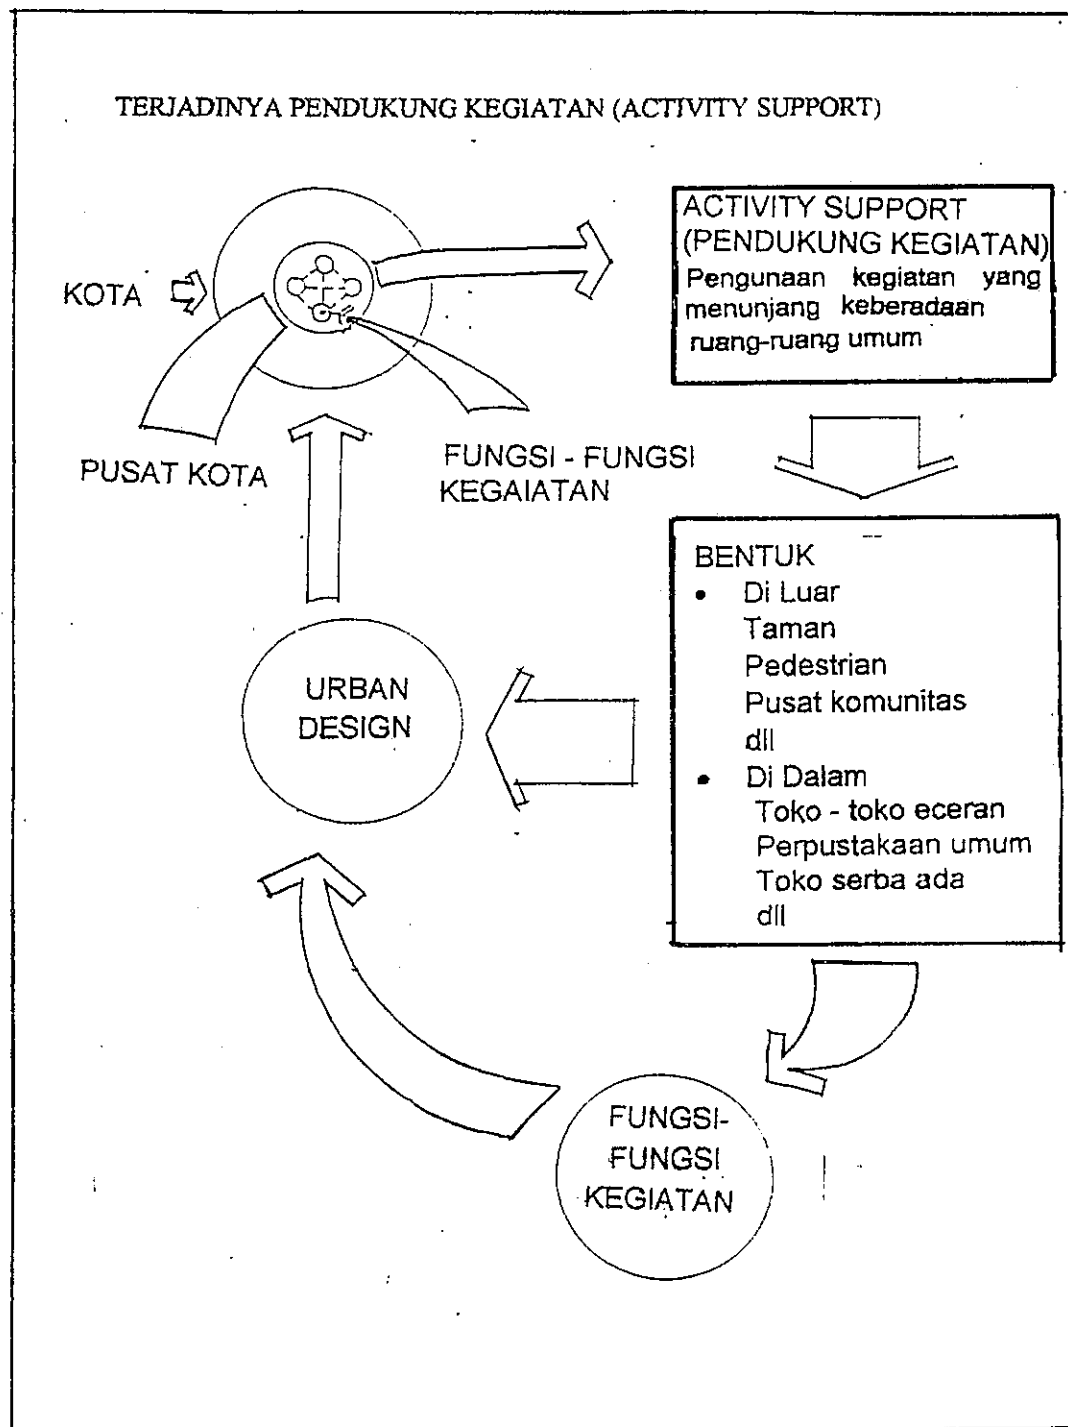 TERJADINYA PENDUKUNG KEGIATAN (ACTIVITY SUPPORT)
KOTA
PUSAT KOTA
FUNGSI - FUNGSI
KEGAIATAN
ACTIVITY SUPPORT
(PENDUKUNG KEGIATAN)
Pengunaan kegiatan yang
menunjang keberadaan
ruang-ruang umum
BENTUK
• Di Luar
Taman
Pedestrian
Pusat komunitas
dll
• Di Dalam
Toko - toko eceran
Perpustakaan umum
Toko serba ada
dll
URBAN
DESIGN
FUNGSI-
FUNGSI
KEGIATAN